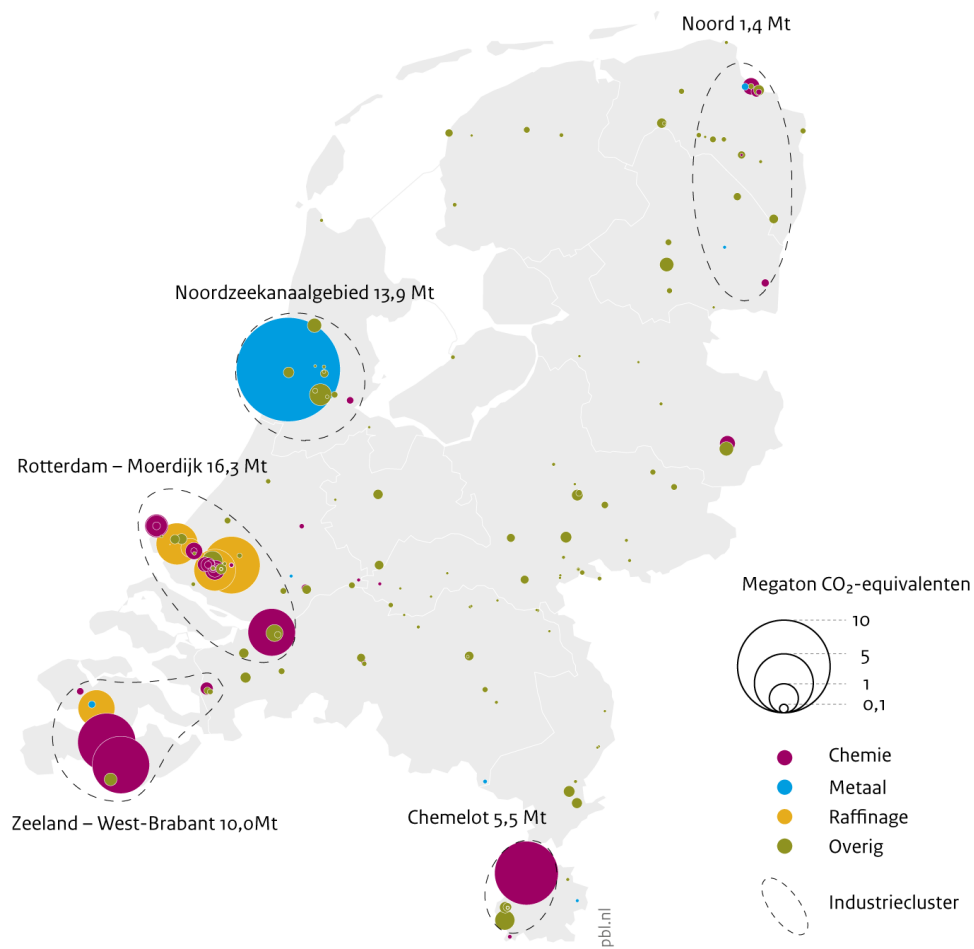 Noord 1,4 Mt
Noordzeekanaalgebied 13,9 Mt
Rotterdam – Moerdijk 16,3 Mt
Megaton CO₂-equivalenten
10
5
1
0,1
Chemie
Metaal
Raffinage
Overig
Industriecluster
Zeeland – West-Brabant 10,0Mt
Chemelot 5,5 Mt
pbl.nl